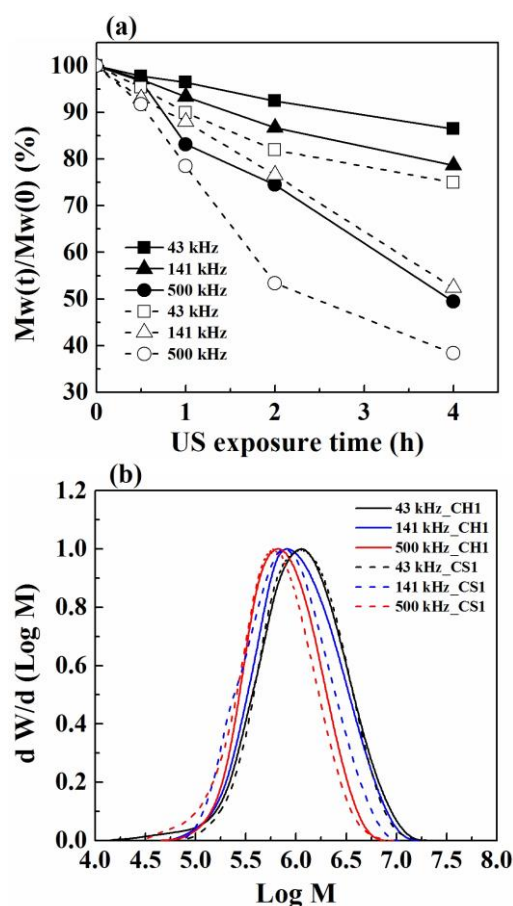 (a)
100
90
80
70
60
50
40
30
Mw(t)/Mw(0) (%)
43 kHz
141 kHz
500 kHz
43 kHz
141 kHz
500 kHz
0 1 2 3 4
US exposure time (h)
(b)
1.2
1.0
0.8
0.6
0.4
0.2
0.0
d W/d (Log M)
43 kHz_CH1
141 kHz_CH1
500 kHz_CH1
43 kHz_CS1
141 kHz_CS1
500 kHz_CS1
4.0 4.5 5.0 5.5 6.0 6.5 7.0 7.5 8.0
Log M